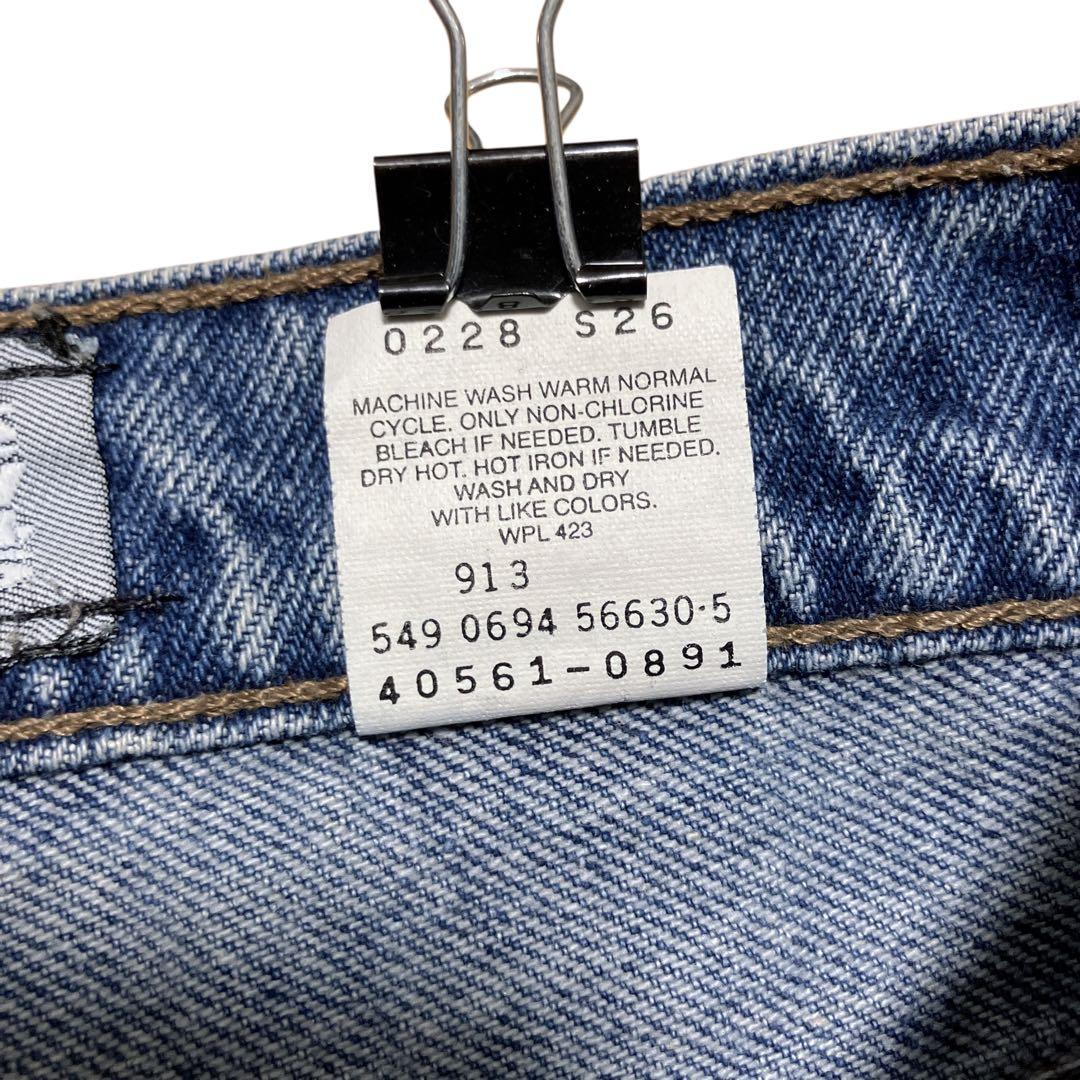 0228 S26
MACHINE WASH WARM NORMAL
CYCLE. ONLY NON-CHLORINE
BLEACH IF NEEDED. TUMBLE
DRY HOT. HOT IRON IF NEEDED.
WASH AND DRY
WITH LIKE COLORS.
WPL 423
913
549 0694 56630·5
40561-0891